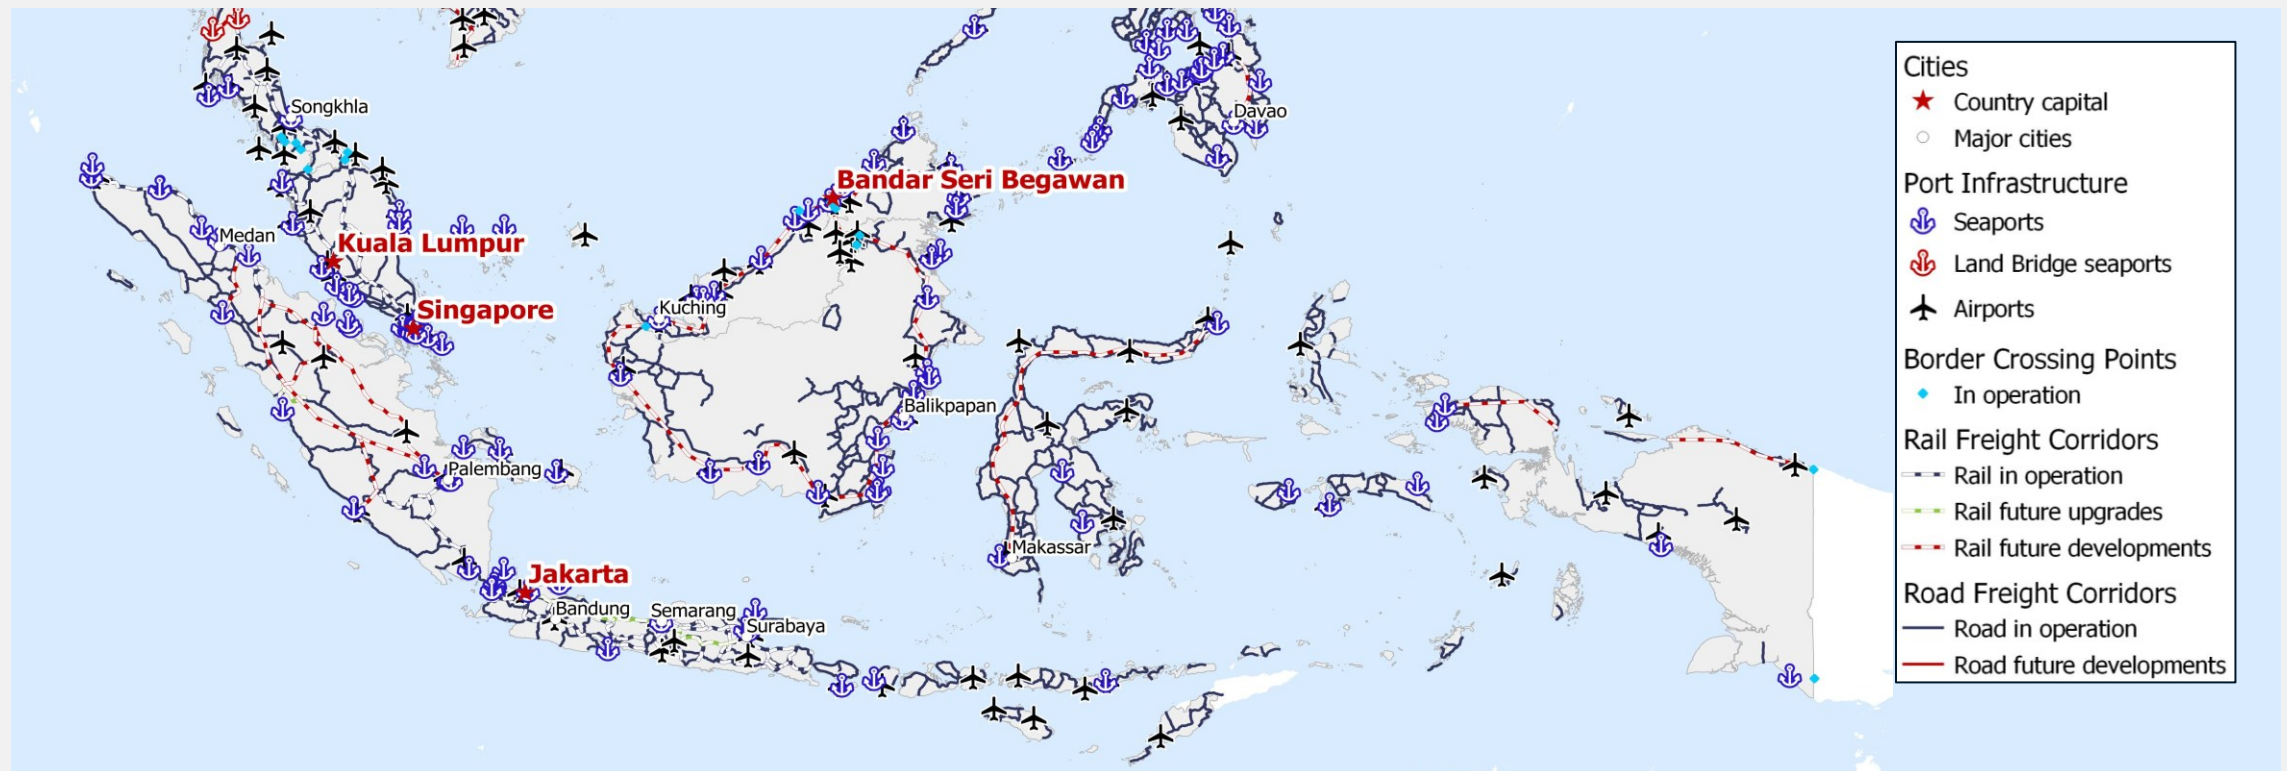 Songkhla
Davao
Bandar Seri Begawan
Medan
Kuala Lumpur
Singapore
Kuching
Balikpapan
Palembang
Makassar
Jakarta
Bandung
Semarang
Surabaya
Cities
Country capital
Major cities
Port Infrastructure
Seaports
Land Bridge seaports
Airports
Border Crossing Points
In operation
Rail Freight Corridors
Rail in operation
Rail future upgrades
Rail future developments
Road Freight Corridors
Road in operation
Road future developments